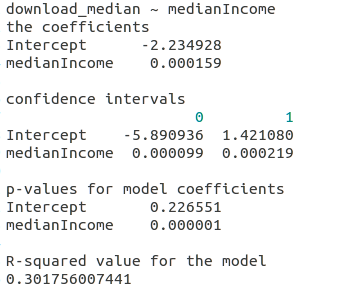 download_median ~ medianIncome
the coefficients
Intercept -2.234928
medianIncome 0.000159
confidence intervals
0 1
Intercept -5.890936 1.421080
medianIncome 0.000099 0.000219
p-values for model coefficients
Intercept 0.226551
medianIncome 0.000001
R-squared value for the model
0.301756007441